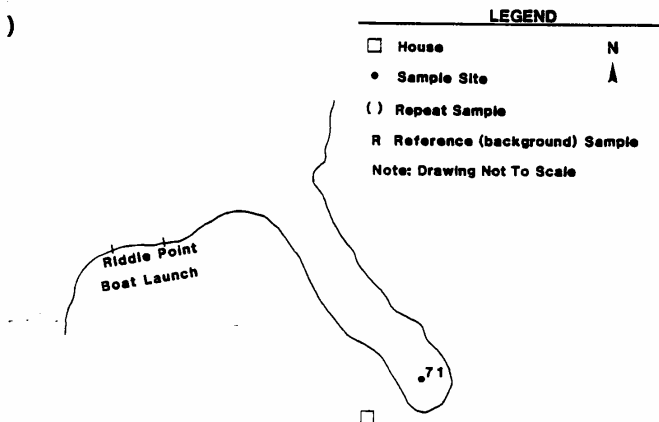 )
LEGEND
House
N
Sample Site
( ) Repeat Sample
R Reference (background) Sample
Note: Drawing Not To Scale
Riddle Point
Boat Launch
71